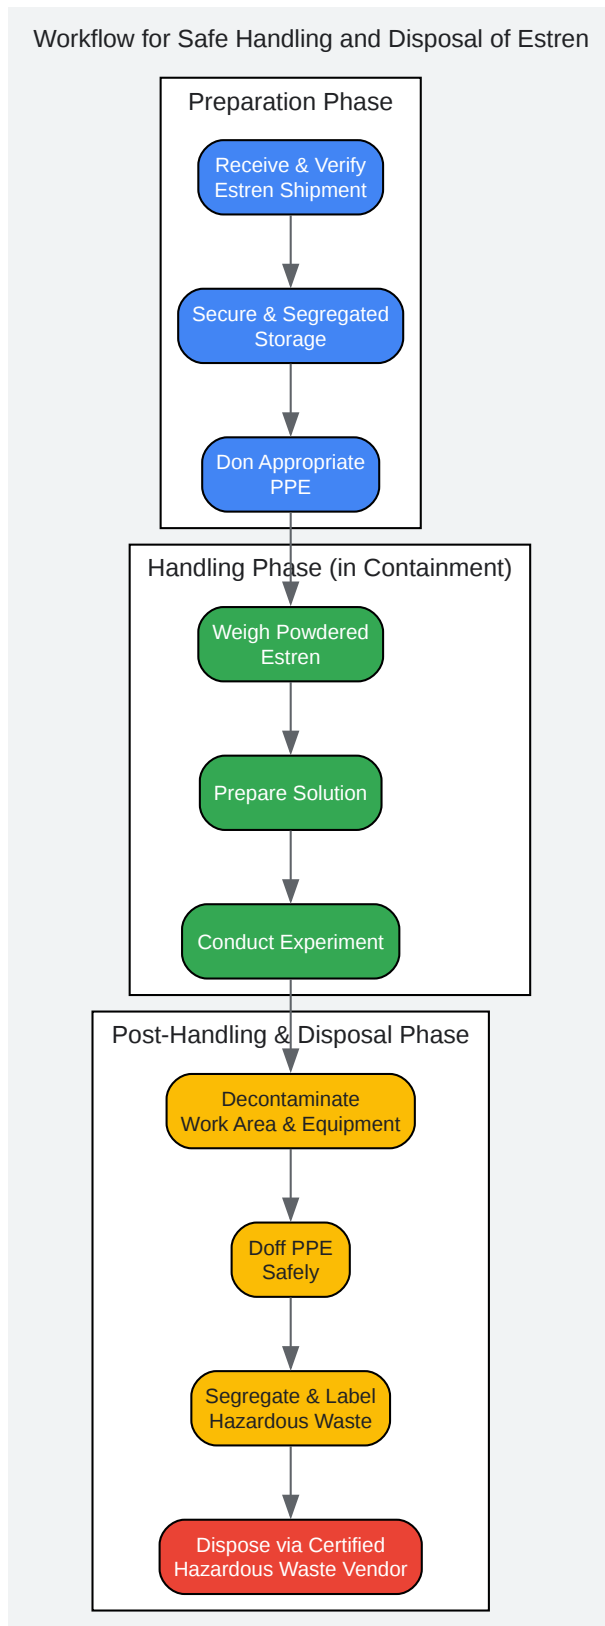 Workflow for Safe Handling and Disposal of Estren
Preparation Phase
Receive & Verify
Estren Shipment
Secure & Segregated
Storage
Don Appropriate
PPE
Handling Phase (in Containment)
Weigh Powdered
Estren
Prepare Solution
Conduct Experiment
Post-Handling & Disposal Phase
Decontaminate
Work Area & Equipment
Doff PPE
Safely
Segregate & Label
Hazardous Waste
Dispose via Certified
Hazardous Waste Vendor